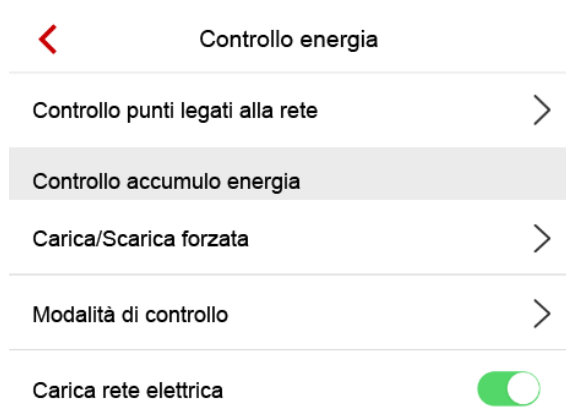 Controllo energia
Controllo punti legati alla rete
Controllo accumulo energia
Carica/Scarica forzata
Modalità di controllo
Carica rete elettrica